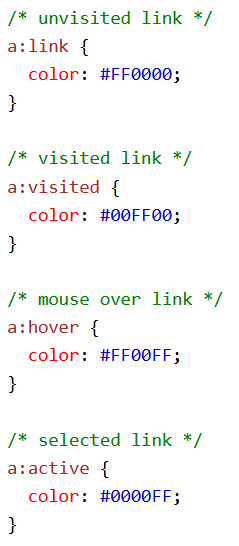 /* unvisited link */
a:link {
  color: #FF0000;
}
/* visited link */
a:visited {
  color: #00FF00;
}
/* mouse over link */
a:hover {
  color: #FF00FF;
}
/* selected link */
a:active {
  color: #0000FF;
}